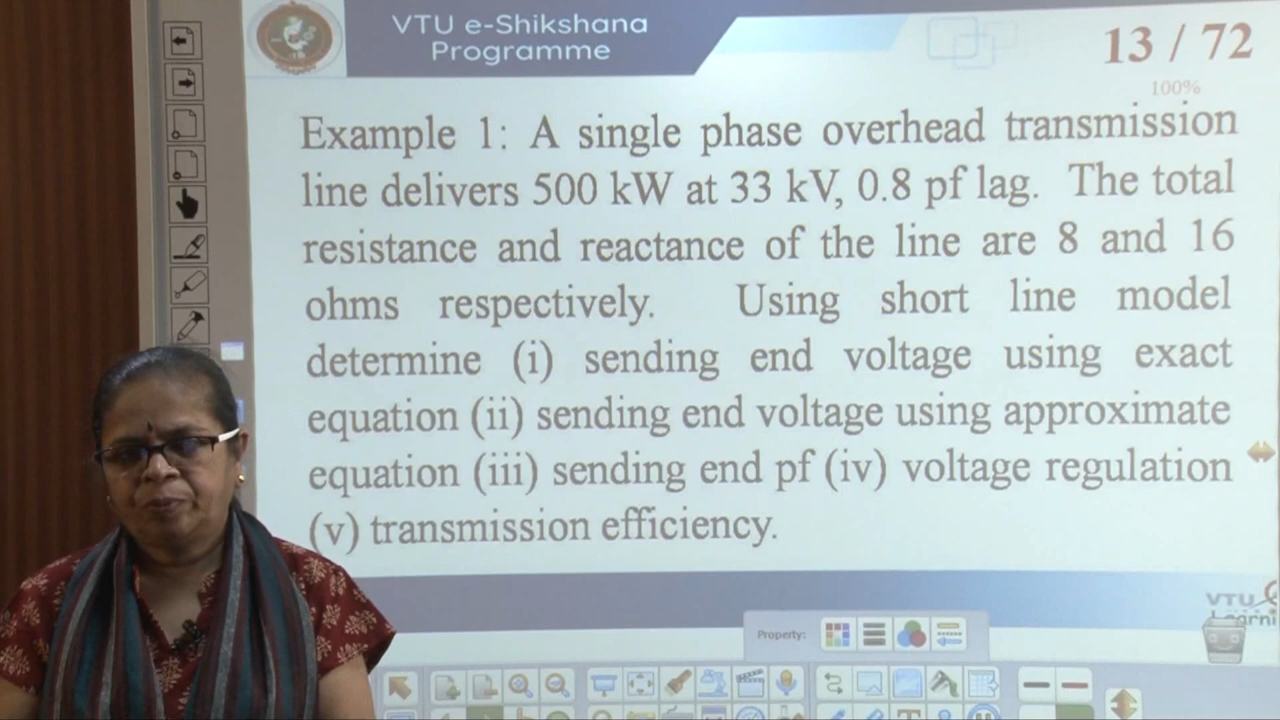 VTU e-Shikshana
Programme
13 / 72
100%
Example 1: A single phase overhead transmission
line delivers 500 kW at 33 kV, 0.8 pf lag. The total
resistance and reactance of the line are 8 and 16
ohms respectively. Using short line model
determine (i) sending end voltage using exact
equation (ii) sending end voltage using approximate
equation (iii) sending end pf (iv) voltage regulation
(v) transmission efficiency.
VTU
Property: